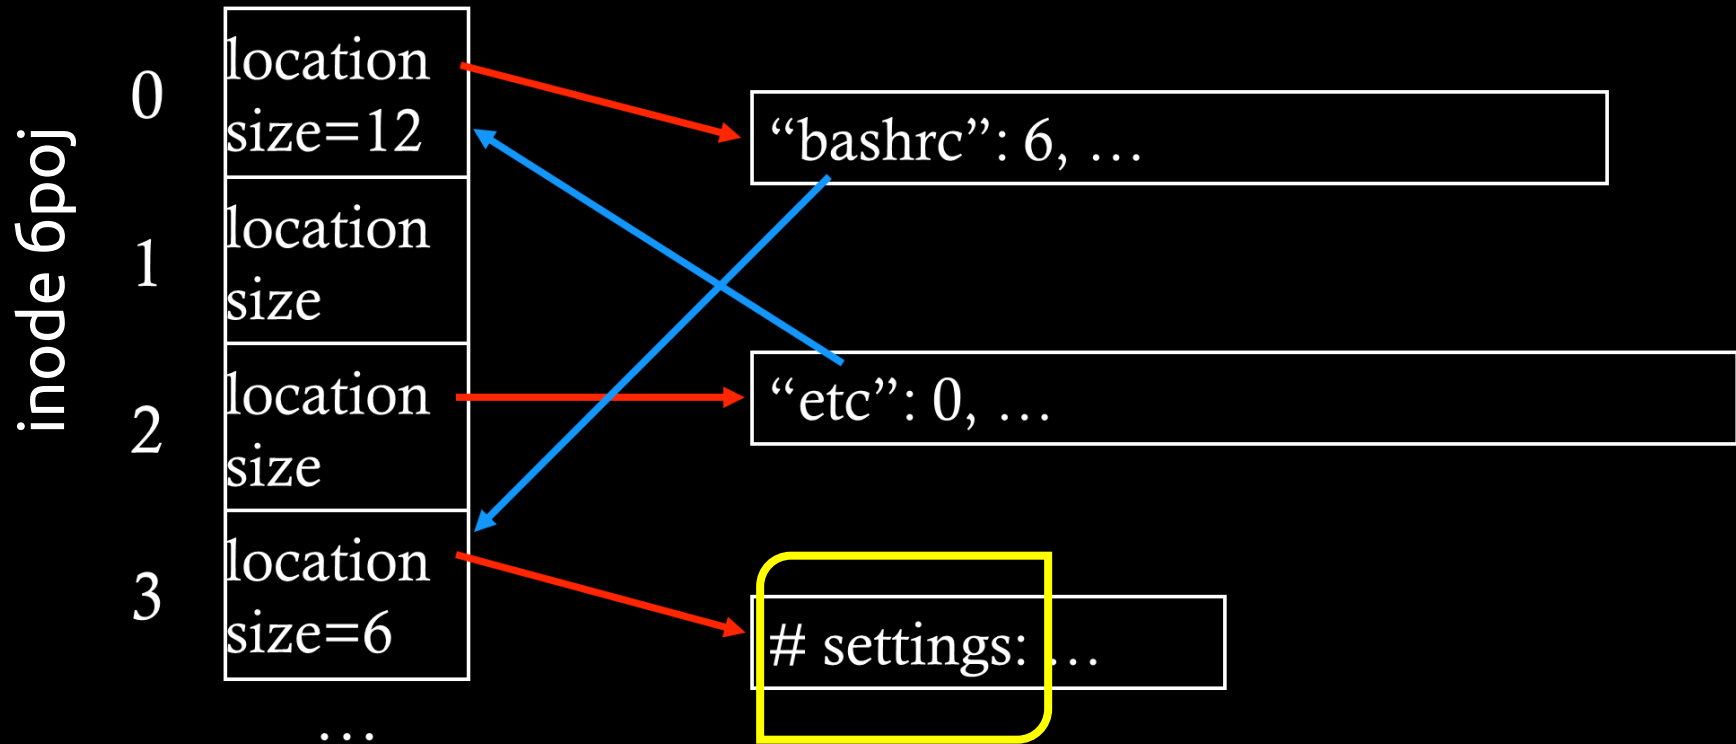 inode 6poj
0
location
size=12
1
location
size
2
location
size
3
location
size=6
…
“bashrc”: 6, …
“etc”: 0, …
# settings: …